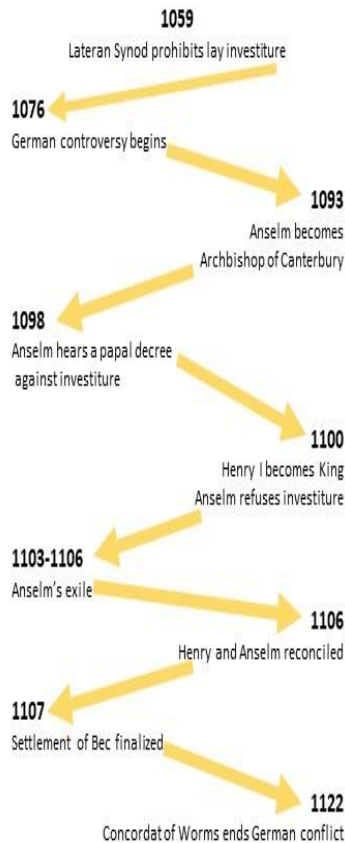 1059
Lateran Synod prohibits lay investiture
1076
German controversy begins
1093
Anselm becomes
Archbishop of Canterbury
1098
Anselm hears a papal decree
against investiture
1100
Henry I becomes King
Anselm refuses investiture
1103-1106
Anselm's exile
1106
Henry and Anselm reconciled
1107
Settlement of Bec finalized
1122
Concordat of Worms ends German conflict